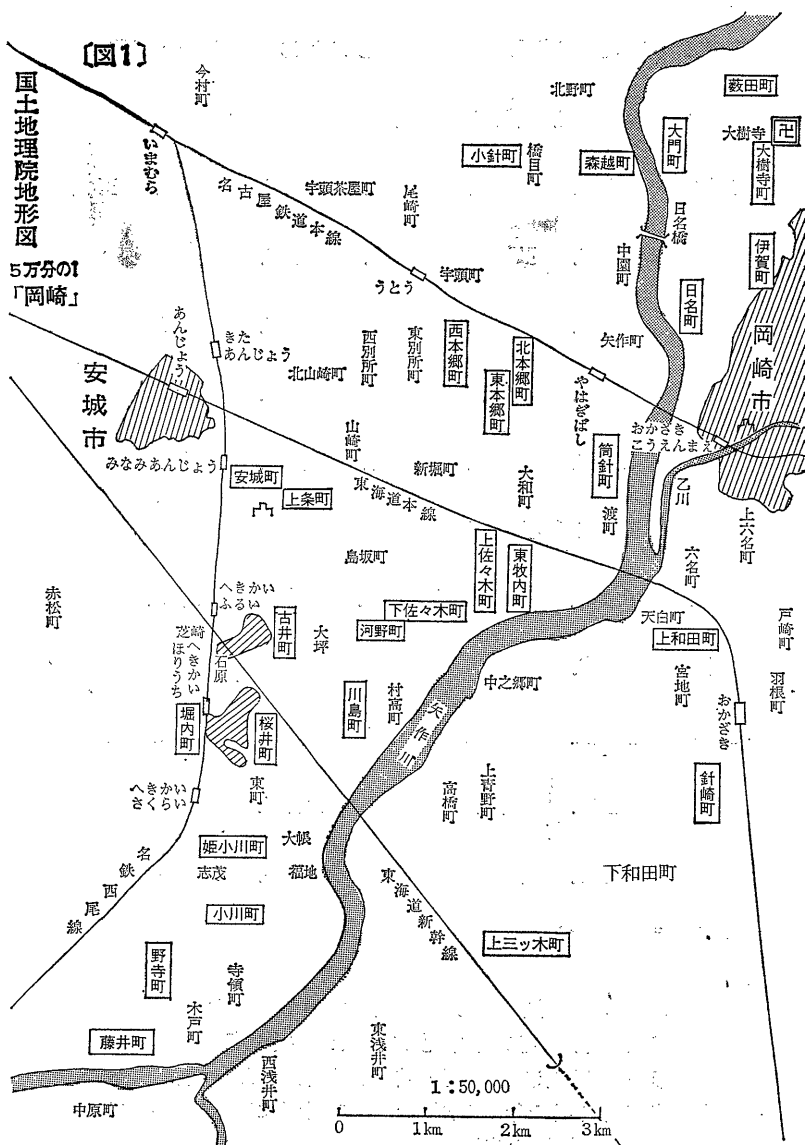 〔図1〕
国土地理院地形図
5万分の1
「岡崎」
今村町
いまむら
名古屋鉄道本線
宇頭茶屋町
尾崎町
小針町
橋目町
北野町
森越町
大門町
藪田町
大樹寺
卍
大樹寺町
日名橋
中園町
日名町
伊賀町
岡崎市
うとう
宇頭町
矢作町
やはぎばし
おかざき
こうえんまえ
あんじょう
きた
あんじょう
安城市
北山崎町
西別所町
東別所町
西本郷町
東本郷町
北本郷町
筒針町
みなみあんじょう
安城町
上条町
山崎町
東海道本線
新堀町
大和町
渡町
乙川
上六名町
六名町
島坂町
上佐々木町
東牧内町
赤松町
へきかい
ふるい
古井町
大坪
下佐々木町
河野町
天白町
上和田町
戸崎町
羽根町
芝崎
石原
へきかい
ほりうち
堀内町
桜井町
川島町
村高町
矢作川
中之郷町
宮地町
おかざき
針崎町
へきかい
さくらい
東町
高橋町
上青野町
姫小川町
志茂
大帳
福地
下和田町
名鉄西尾線
小川町
東海道新幹線
上三ッ木町
野寺町
寺領町
木戸町
藤井町
西浅井町
東浅井町
中原町
1:50,000
0 1km 2km 3km